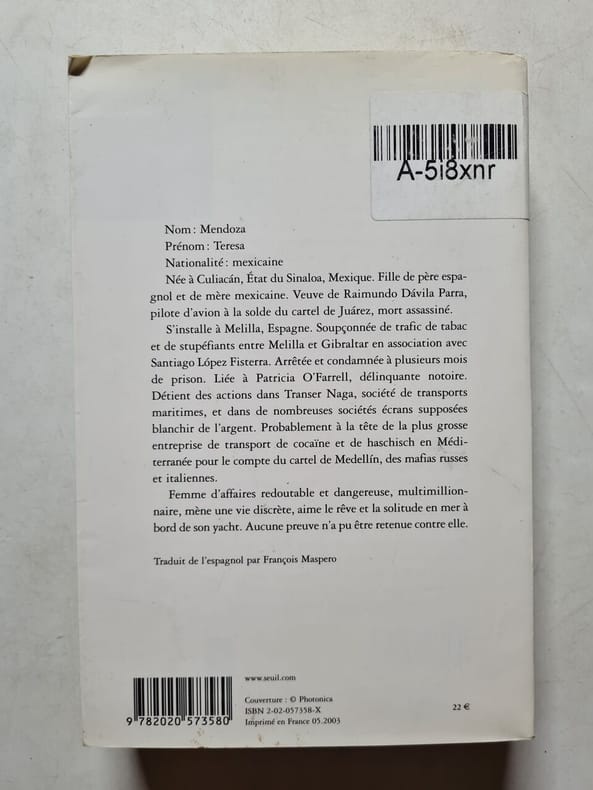 A-5i8xnr
Nom : Mendoza
Prénom : Teresa
Nationalité : mexicaine
Née à Culiacán, État du Sinaloa, Mexique. Fille de père espa-
gnol et de mère mexicaine. Veuve de Raimundo Dávila Parra,
pilote d'avion à la solde du cartel de Juárez, mort assassiné.
S'installe à Melilla, Espagne. Soupçonnée de trafic de tabac
et de stupéfiants entre Melilla et Gibraltar en association avec
Santiago López Fisterra. Arrêtée et condamnée à plusieurs mois
de prison. Liée à Patricia O'Farrell, délinquante notoire.
Détient des actions dans Transer Naga, société de transports
maritimes, et dans de nombreuses sociétés écrans supposées
blanchir de l'argent. Probablement à la tête de la plus grosse
entreprise de transport de cocaïne et de haschisch en Médi-
terranée pour le compte du cartel de Medellín, des mafias russes
et italiennes.
Femme d'affaires redoutable et dangereuse, multimillion-
naire, mène une vie discrète, aime le rêve et la solitude en mer à
bord de son yacht. Aucune preuve n'a pu être retenue contre elle.
Traduit de l'espagnol par François Maspero
www.seuil.com
Couverture : © Photonica
ISBN 2-02-057358-X
Imprimé en France 05.2003
22 €
9 782020 573580